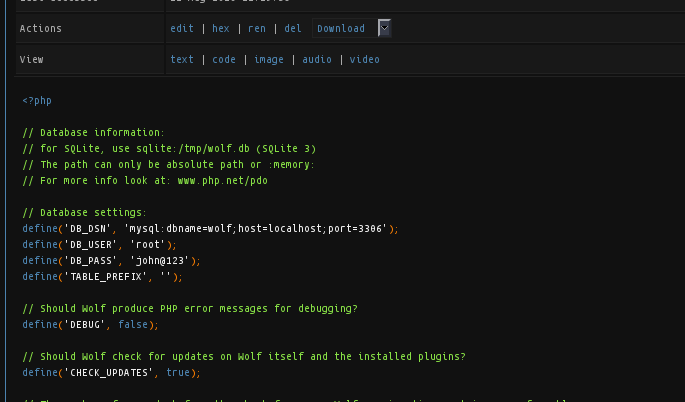 Actions edit | hex | ren | del Download
View text | code | image | audio | video
<?php
// Database information:
// for SQLite, use sqlite:/tmp/wolf.db (SQLite 3)
// The path can only be absolute path or :memory:
// For more info look at: www.php.net/pdo
// Database settings:
define('DB_DSN', 'mysql:dbname=wolf;host=localhost;port=3306');
define('DB_USER', 'root');
define('DB_PASS', 'john@123');
define('TABLE_PREFIX', '');
// Should Wolf produce PHP error messages for debugging?
define('DEBUG', false);
// Should Wolf check for updates on Wolf itself and the installed plugins?
define('CHECK_UPDATES', true);